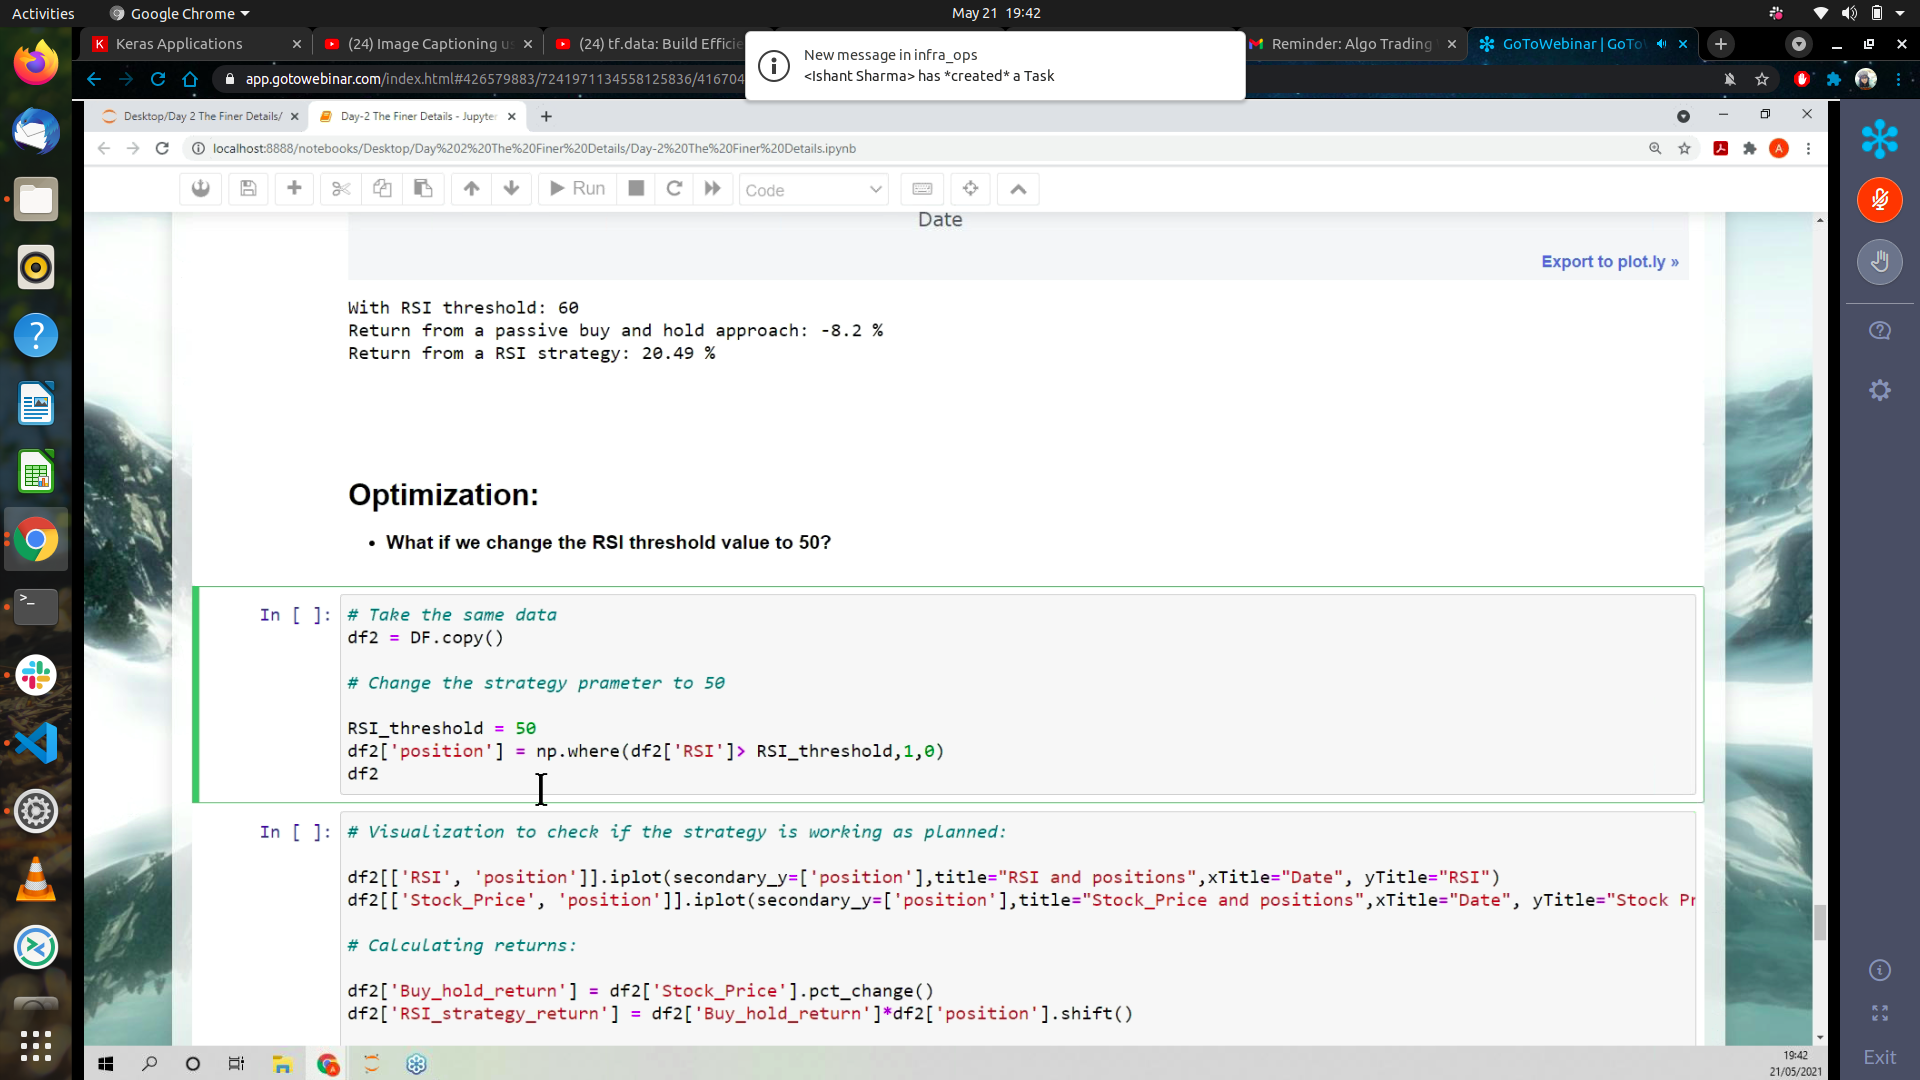 Activities
Google Chrome
May 21 19:42
K Keras Applications
(24) Image Captioning us
(24) tf.data: Build Efficie
Reminder: Algo Trading
GoToWebinar | GoToW
New message in infra_ops
<Ishant Sharma> has *created* a Task
app.gotowebinar.com/index.html#426579883/7241971134558125836/416704
Desktop/Day 2 The Finer Details/
Day-2 The Finer Details - Jupyter
localhost:8888/notebooks/Desktop/Day%202%20The%20Finer%20Details/Day-2%20The%20Finer%20Details.ipynb
A
Run
Code
Date
Export to plot.ly »
With RSI threshold: 60
Return from a passive buy and hold approach: -8.2 %
Return from a RSI strategy: 20.49 %
Optimization:
• What if we change the RSI threshold value to 50?
In [ ]:
# Take the same data
df2 = DF.copy()
# Change the strategy prameter to 50
RSI_threshold = 50
df2['position'] = np.where(df2['RSI']> RSI_threshold,1,0)
df2
In [ ]:
# Visualization to check if the strategy is working as planned:
df2[['RSI', 'position']].iplot(secondary_y=['position'],title="RSI and positions",xTitle="Date", yTitle="RSI")
df2[['Stock_Price', 'position']].iplot(secondary_y=['position'],title="Stock_Price and positions",xTitle="Date", yTitle="Stock Pr
# Calculating returns:
df2['Buy_hold_return'] = df2['Stock_Price'].pct_change()
df2['RSI_strategy_return'] = df2['Buy_hold_return']*df2['position'].shift()
19:42
21/05/2021
Exit